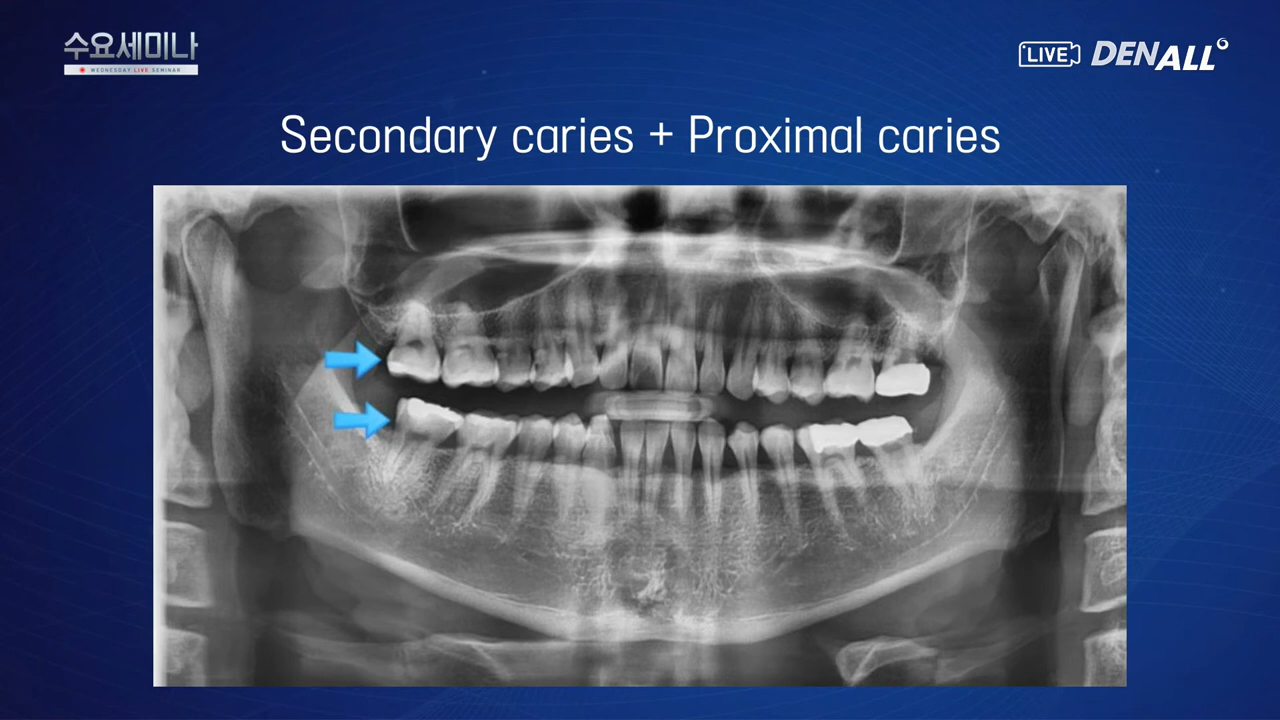 수요세미나
WEDNESDAY LIVE SEMINAR
LIVE
DENALL
Secondary caries + Proximal caries